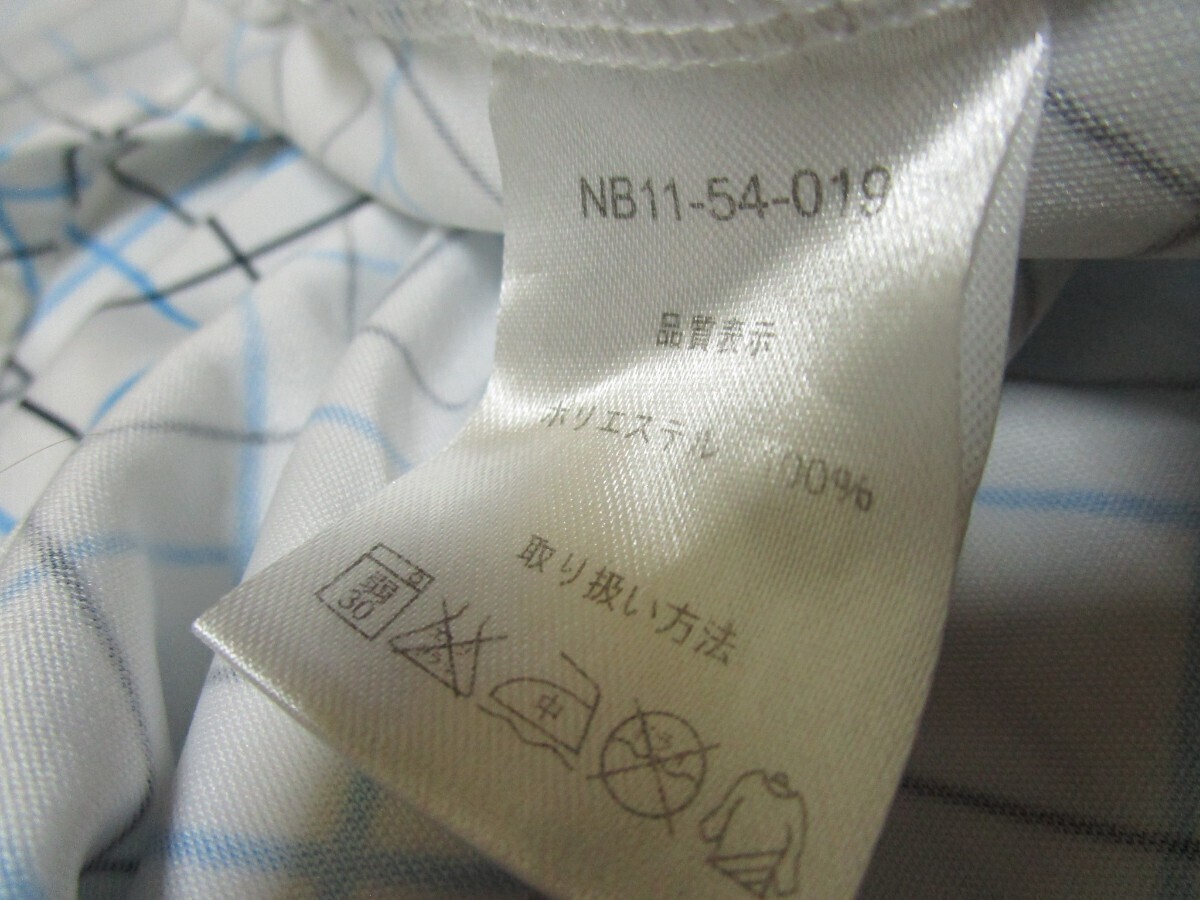 NB11-54-019
品質表示
ポリエステル 00%
取り扱い方法
弱
30
中